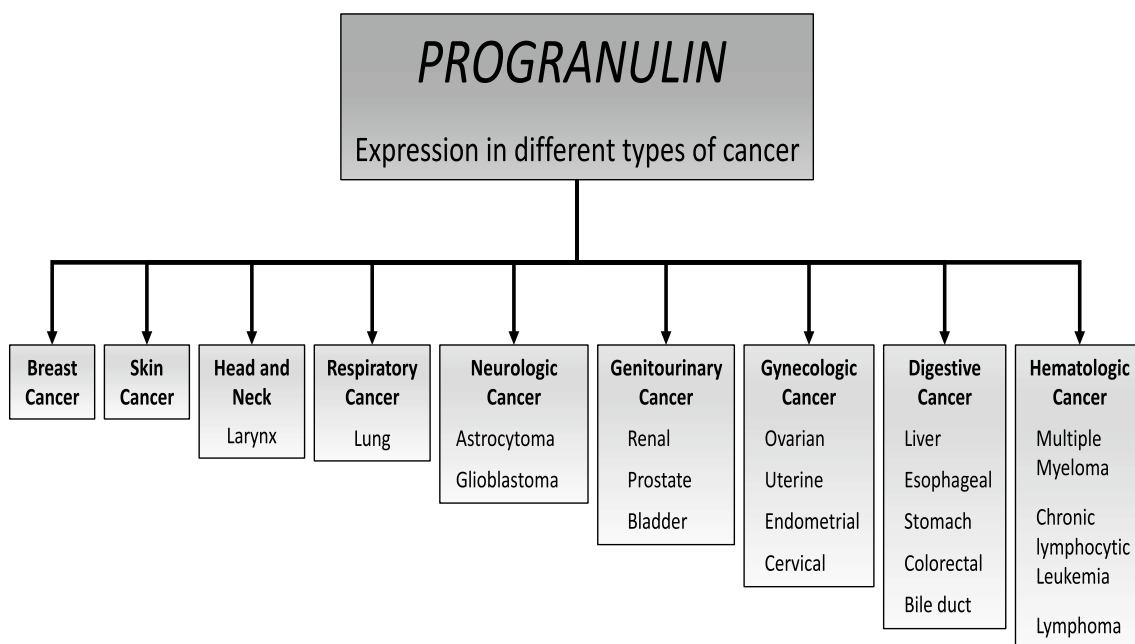 PROGRANULIN
Expression in different types of cancer
Breast
Cancer
Skin
Cancer
Head and
Neck
Larynx
Respiratory
Cancer
Lung
Neurologic
Cancer
Astrocytoma
Glioblastoma
Genitourinary
Cancer
Renal
Prostate
Bladder
Gynecologic
Cancer
Ovarian
Uterine
Endometrial
Cervical
Digestive
Cancer
Liver
Esophageal
Stomach
Colorectal
Bile duct
Hematologic
Cancer
Multiple
Myeloma
Chronic
lymphocytic
Leukemia
Lymphoma